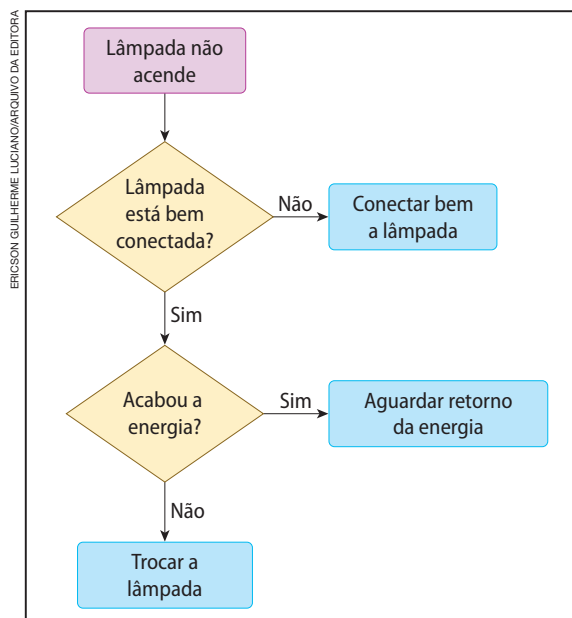 ERICSON GUILHERME LUCIANO/ARQUIVO DA EDITORA
Lâmpada não
acende
Lâmpada
está bem
conectada?
Não
Conectar bem
a lâmpada
Sim
Acabou a
energia?
Sim
Aguardar retorno
da energia
Não
Trocar a
lâmpada